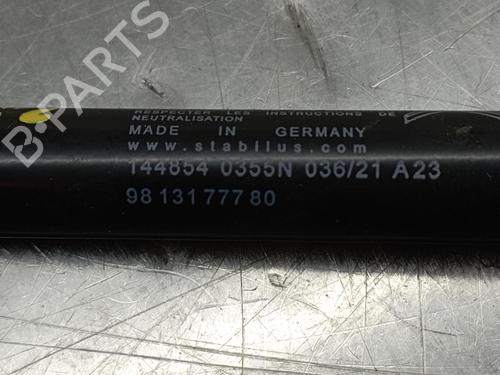 B-PARTS
RESPECTER LES INSTRUCTIONS DE
NEUTRALISATION
MADE IN GERMANY
www.stabilus.com
144854 0355N 036/21 A23
98 131 777 80